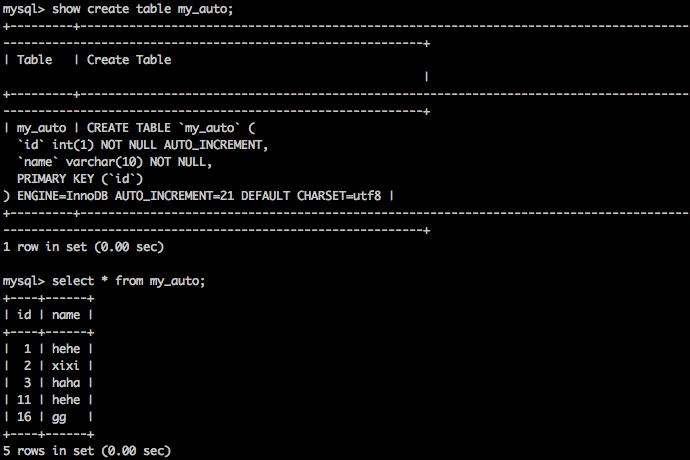 mysql> show create table my_auto;
+---------+--------------------------------------------------------------------------
---------------------------------------------------------+
| Table   | Create Table
                                                         |
+---------+--------------------------------------------------------------------------
---------------------------------------------------------+
| my_auto | CREATE TABLE `my_auto` (
  `id` int(1) NOT NULL AUTO_INCREMENT,
  `name` varchar(10) NOT NULL,
  PRIMARY KEY (`id`)
) ENGINE=InnoDB AUTO_INCREMENT=21 DEFAULT CHARSET=utf8 |
+---------+--------------------------------------------------------------------------
---------------------------------------------------------+
1 row in set (0.00 sec)

mysql> select * from my_auto;
+----+------+
| id | name |
+----+------+
|  1 | hehe |
|  2 | xixi |
|  3 | haha |
| 11 | hehe |
| 16 | gg   |
+----+------+
5 rows in set (0.00 sec)